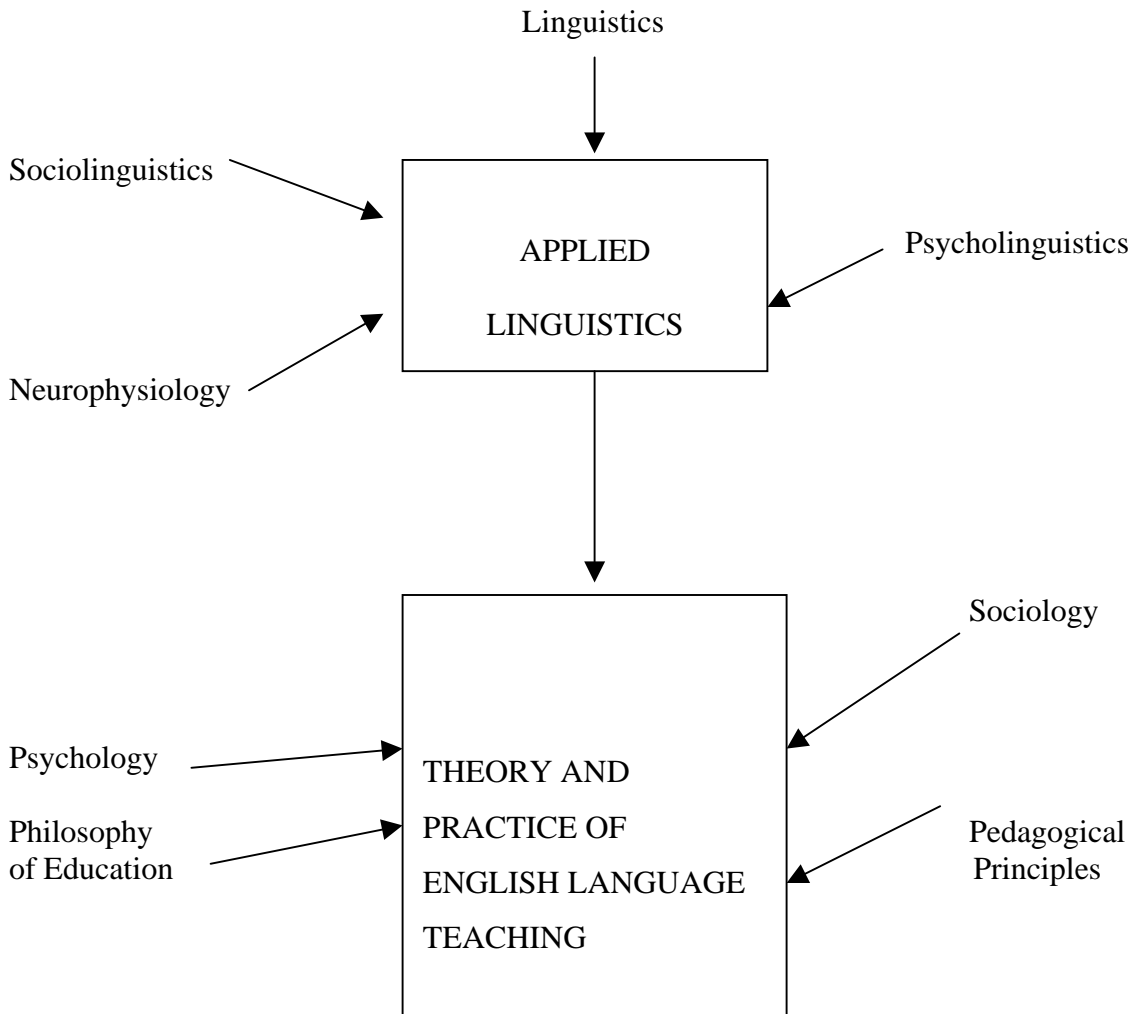 Linguistics
Sociolinguistics
APPLIED
LINGUISTICS
Psycholinguistics
Neurophysiology
Sociology
Psychology
Philosophy
of Education
THEORY AND
PRACTICE OF
ENGLISH LANGUAGE
TEACHING
Pedagogical
Principles